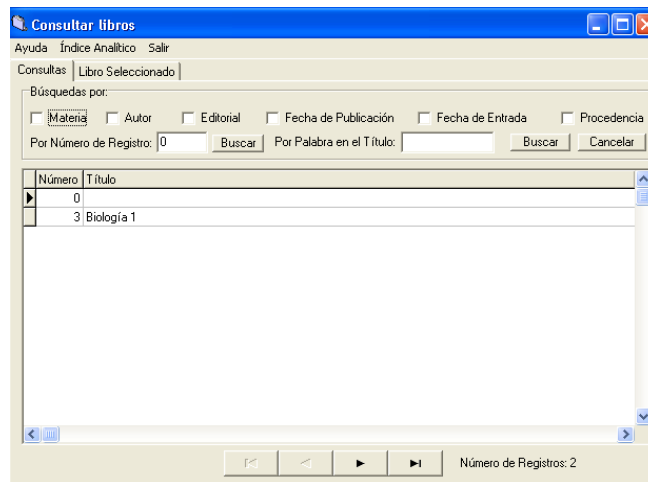 Consultar libros
Ayuda Índice Analítico Salir
Consultas Libro Seleccionado
Búsquedas por:
Materia Autor Editorial Fecha de Publicación Fecha de Entrada Procedencia
Por Número de Registro: 0 Buscar Por Palabra en el Título: Buscar Cancelar
Número Título
0
3 Biología 1
Número de Registros: 2